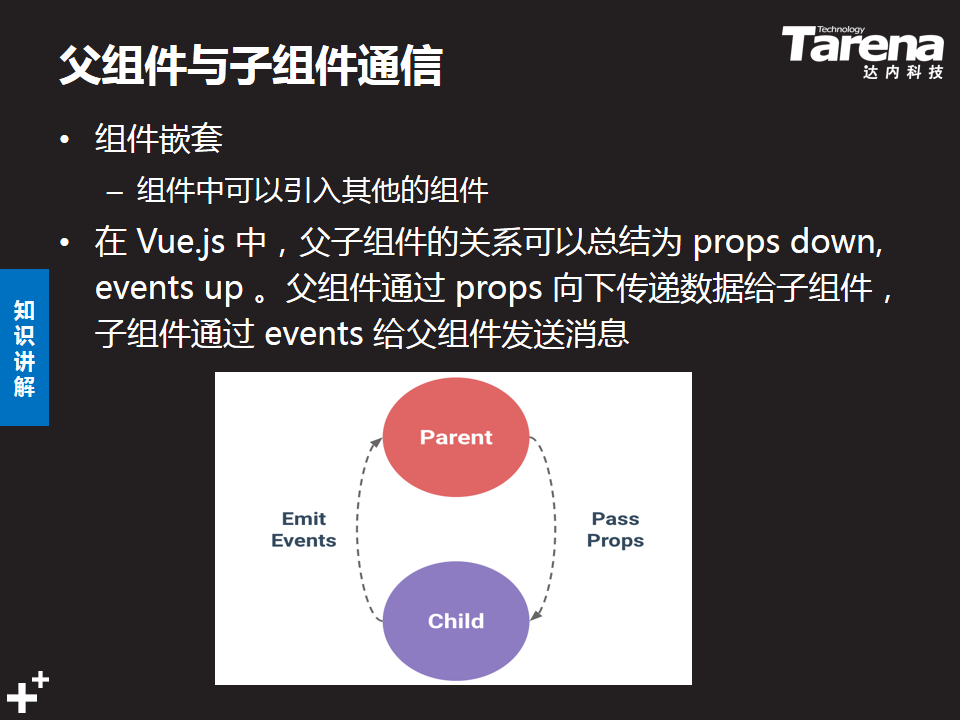 父组件与子组件通信
Technology
Tarena
达内科技
• 组件嵌套
– 组件中可以引入其他的组件
• 在 Vue.js 中，父子组件的关系可以总结为 props down,
events up 。父组件通过 props 向下传递数据给子组件，
子组件通过 events 给父组件发送消息
知识讲解
Parent
Emit
Events
Pass
Props
Child